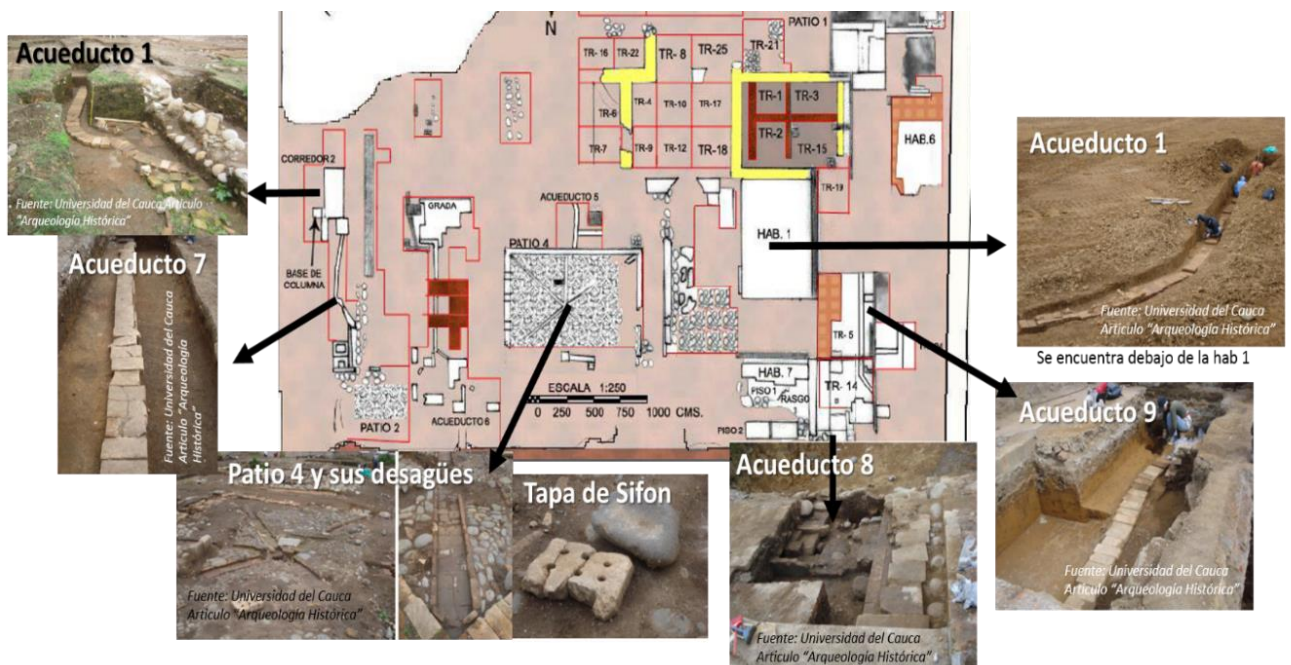 Acueducto 1
Fuente: Universidad del Cauca Artículo
"Arqueología Histórica"
Acueducto 7
Fuente: Universidad del Cauca
Artículo "Arqueología
Histórica"
N
PATIO 1
TR- 16
TR-22
TR- 8
TR-25
TR-21
TR-6
TR-4
TR-10
TR-17
TR-1
TR-3
TR-7
TR-9
TR-12
TR-18
TR-2
TR-15
TR-19
HAB.6
CORREDOR 2
BASE DE
COLUMNA
GRADA
ACUEDUCTO 5
PATIO 4
HAB. 1
TR- 5
HAB. 7
PISO 1
RASGO
TR- 14
PISO 2
ESCALA 1:250
0 250 500 750 1000 CMS.
PATIO 2
ACUEDUCTO 6
Acueducto 1
Fuente: Universidad del Cauca
Articulo "Arqueología Histórica"
Se encuentra debajo de la hab 1
Acueducto 9
Fuente: Universidad del Cauca
Articulo "Arqueología Histórica"
Patio 4 y sus desagües
Fuente: Universidad del Cauca
Articulo "Arqueología Histórica"
Tapa de Sifon
Acueducto 8
Fuente: Universidad del Cauca
Articulo "Arqueología Histórica"